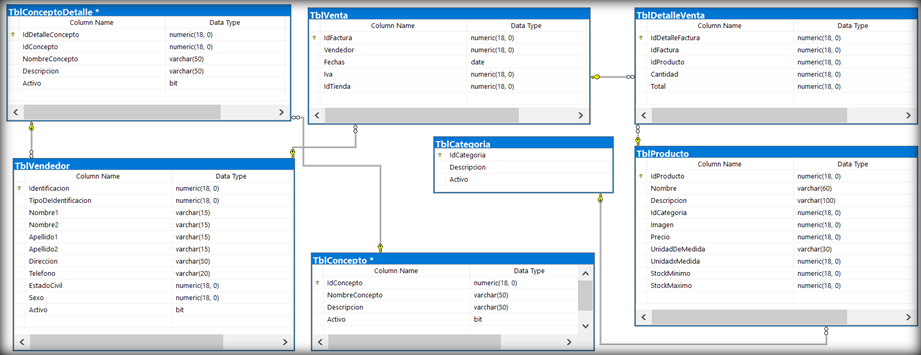 TblConceptoDetalle *
Column Name Data Type
IdDetalleConcepto numeric(18, 0)
IdConcepto numeric(18, 0)
NombreConcepto varchar(50)
Descripcion varchar(50)
Activo bit
TblVenta
Column Name Data Type
IdFactura numeric(18, 0)
Vendedor numeric(18, 0)
Fechas date
Iva numeric(18, 0)
IdTienda numeric(18, 0)
TblDetalleVenta
Column Name Data Type
IdDetalleFactura numeric(18, 0)
IdFactura numeric(18, 0)
IdProducto numeric(18, 0)
Cantidad numeric(18, 0)
Total numeric(18, 0)
TblVendedor
Column Name Data Type
Identificacion numeric(18, 0)
TipoDeIdentificacion numeric(18, 0)
Nombre1 varchar(15)
Nombre2 varchar(15)
Apellido1 varchar(15)
Apellido2 varchar(15)
Direccion varchar(50)
Telefono varchar(20)
EstadoCivil numeric(18, 0)
Sexo numeric(18, 0)
Activo bit
TblCategoria
IdCategoria
Descripcion
Activo
TblConcepto *
Column Name Data Type
IdConcepto numeric(18, 0)
NombreConcepto varchar(50)
Descripcion varchar(50)
Activo bit
TblProducto
Column Name Data Type
IdProducto numeric(18, 0)
Nombre varchar(60)
Descripcion varchar(100)
IdCategoria numeric(18, 0)
Imagen numeric(18, 0)
Precio numeric(18, 0)
UnidadDeMedida varchar(30)
UnidadxMedida numeric(18, 0)
StockMinimo numeric(18, 0)
StockMaximo numeric(18, 0)